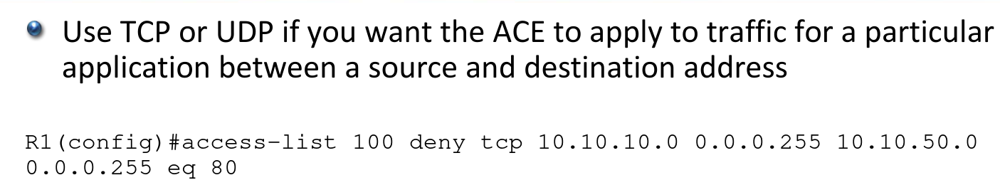 Use TCP or UDP if you want the ACE to apply to traffic for a particular
application between a source and destination address
R1(config)#access-list 100 deny tcp 10.10.10.0 0.0.0.255 10.10.50.0
0.0.0.255 eq 80